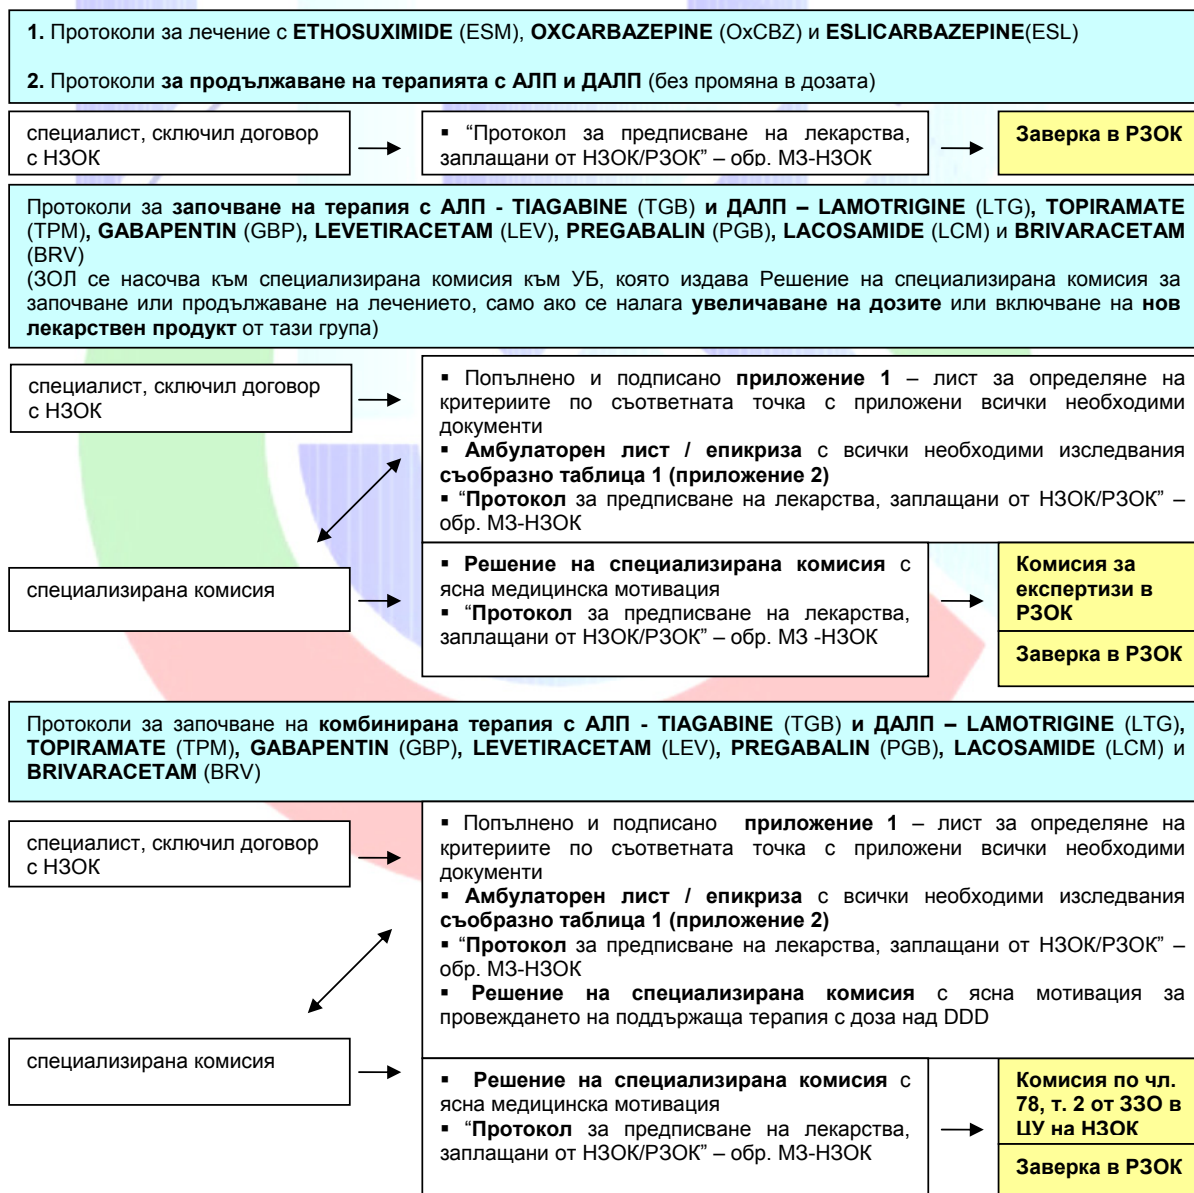 1. Протоколи за лечение с ETHOSUXIMIDE (ESM), OXCARBAZEPINE (OxCBZ) и ESLICARBAZEPINE(ESL)
2. Протоколи за продължаване на терапията с АЛП и ДАЛП (без промяна в дозата)
специалист, сключил договор
с НЗОК
▪ “Протокол за предписване на лекарства,
заплащани от НЗОК/РЗОК” – обр. МЗ-НЗОК
Заверка в РЗОК
Протоколи за започване на терапия с АЛП - TIAGABINE (TGB) и ДАЛП – LAMOTRIGINE (LTG), TOPIRAMATE
(TPM), GABAPENTIN (GBP), LEVETIRACETAM (LEV), PREGABALIN (PGB), LACOSAMIDE (LCM) и BRIVARACETAM
(BRV)
(ЗОЛ се насочва към специализирана комисия към УБ, която издава Решение на специализирана комисия за
започване или продължаване на лечението, само ако се налага увеличаване на дозите или включване на нов
лекарствен продукт от тази група)
специалист, сключил договор
с НЗОК
▪ Попълнено и подписано приложение 1 – лист за определяне на
критериите по съответната точка с приложени всички необходими
документи
▪ Амбулаторен лист / епикриза с всички необходими изследвания
съобразно таблица 1 (приложение 2)
▪ “Протокол за предписване на лекарства, заплащани от НЗОК/РЗОК” –
обр. МЗ-НЗОК
специализирана комисия
▪ Решение на специализирана комисия с
ясна медицинска мотивация
▪ “Протокол за предписване на лекарства,
заплащани от НЗОК/РЗОК” – обр. МЗ -НЗОК
Комисия за
експертизи в
РЗОК
Заверка в РЗОК
Протоколи за започване на комбинирана терапия с АЛП - TIAGABINE (TGB) и ДАЛП – LAMOTRIGINE (LTG),
TOPIRAMATE (TPM), GABAPENTIN (GBP), LEVETIRACETAM (LEV), PREGABALIN (PGB), LACOSAMIDE (LCM) и
BRIVARACETAM (BRV)
специалист, сключил договор
с НЗОК
▪ Попълнено и подписано приложение 1 – лист за определяне на
критериите по съответната точка с приложени всички необходими
документи
▪ Амбулаторен лист / епикриза с всички необходими изследвания
съобразно таблица 1 (приложение 2)
▪ “Протокол за предписване на лекарства, заплащани от НЗОК/РЗОК” –
обр. МЗ-НЗОК
▪ Решение на специализирана комисия с ясна мотивация за
провеждането на поддържаща терапия с доза над DDD
специализирана комисия
▪ Решение на специализирана комисия с
ясна медицинска мотивация
▪ “Протокол за предписване на лекарства,
заплащани от НЗОК/РЗОК” – обр. МЗ-НЗОК
Комисия по чл.
78, т. 2 от ЗЗО в
ЦУ на НЗОК
Заверка в РЗОК